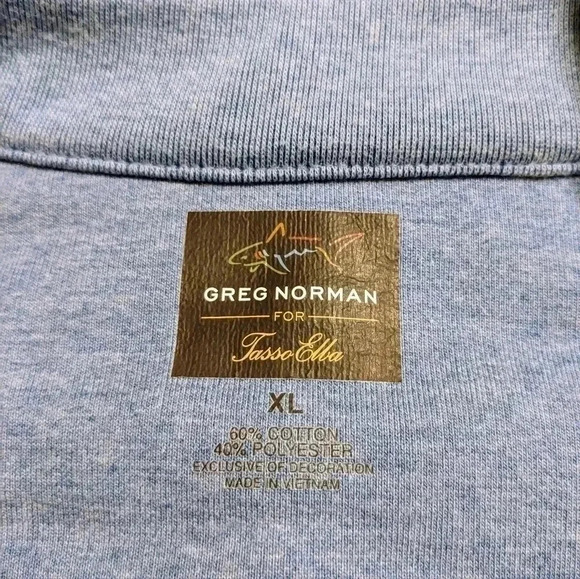 GREG NORMAN
FOR
Tasso Elba
XL
60% COTTON
40% POLYESTER
EXCLUSIVE OF DECORATION
MADE IN VIETNAM